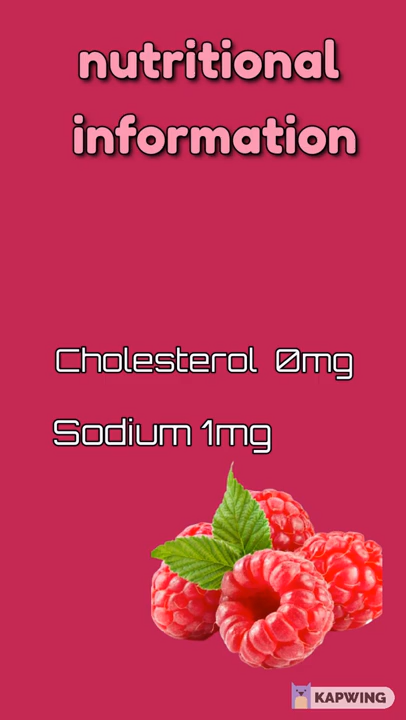 nutritional
information
Cholesterol 0mg
Sodium 1mg
KAPWING